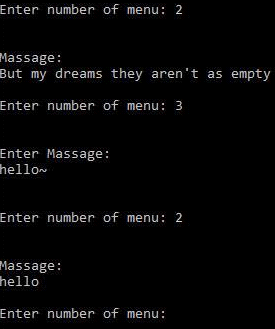 Enter number of menu: 2
Massage:
But my dreams they aren't as empty
Enter number of menu: 3
Enter Massage:
hello~
Enter number of menu: 2
Massage:
hello
Enter number of menu: